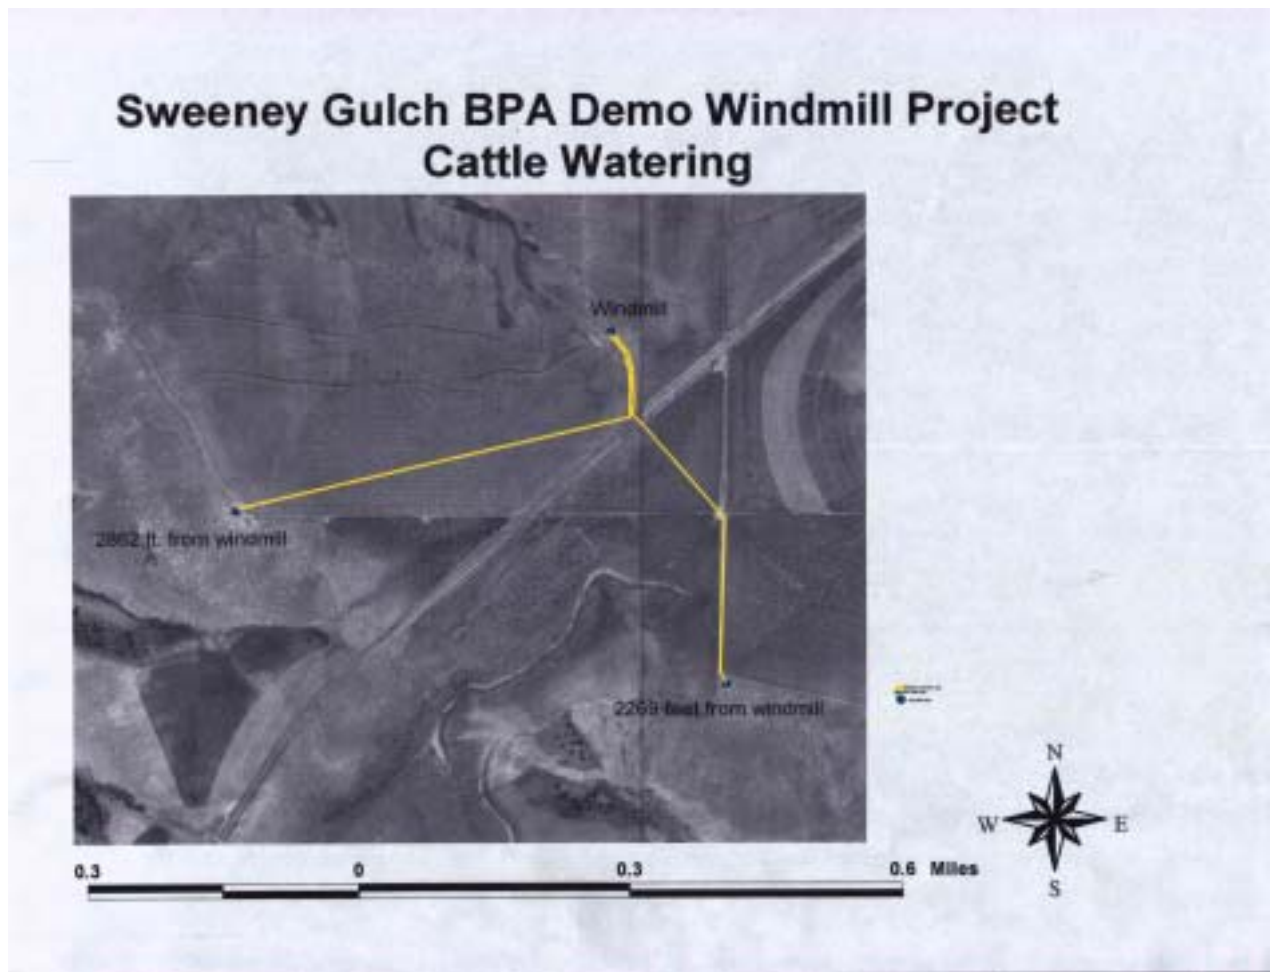 Sweeney Gulch BPA Demo Windmill Project
Cattle Watering
Windmill
2862 ft. from windmill
2269 feet from windmill
N
W E
S
0.3 0 0.3 0.6 Miles